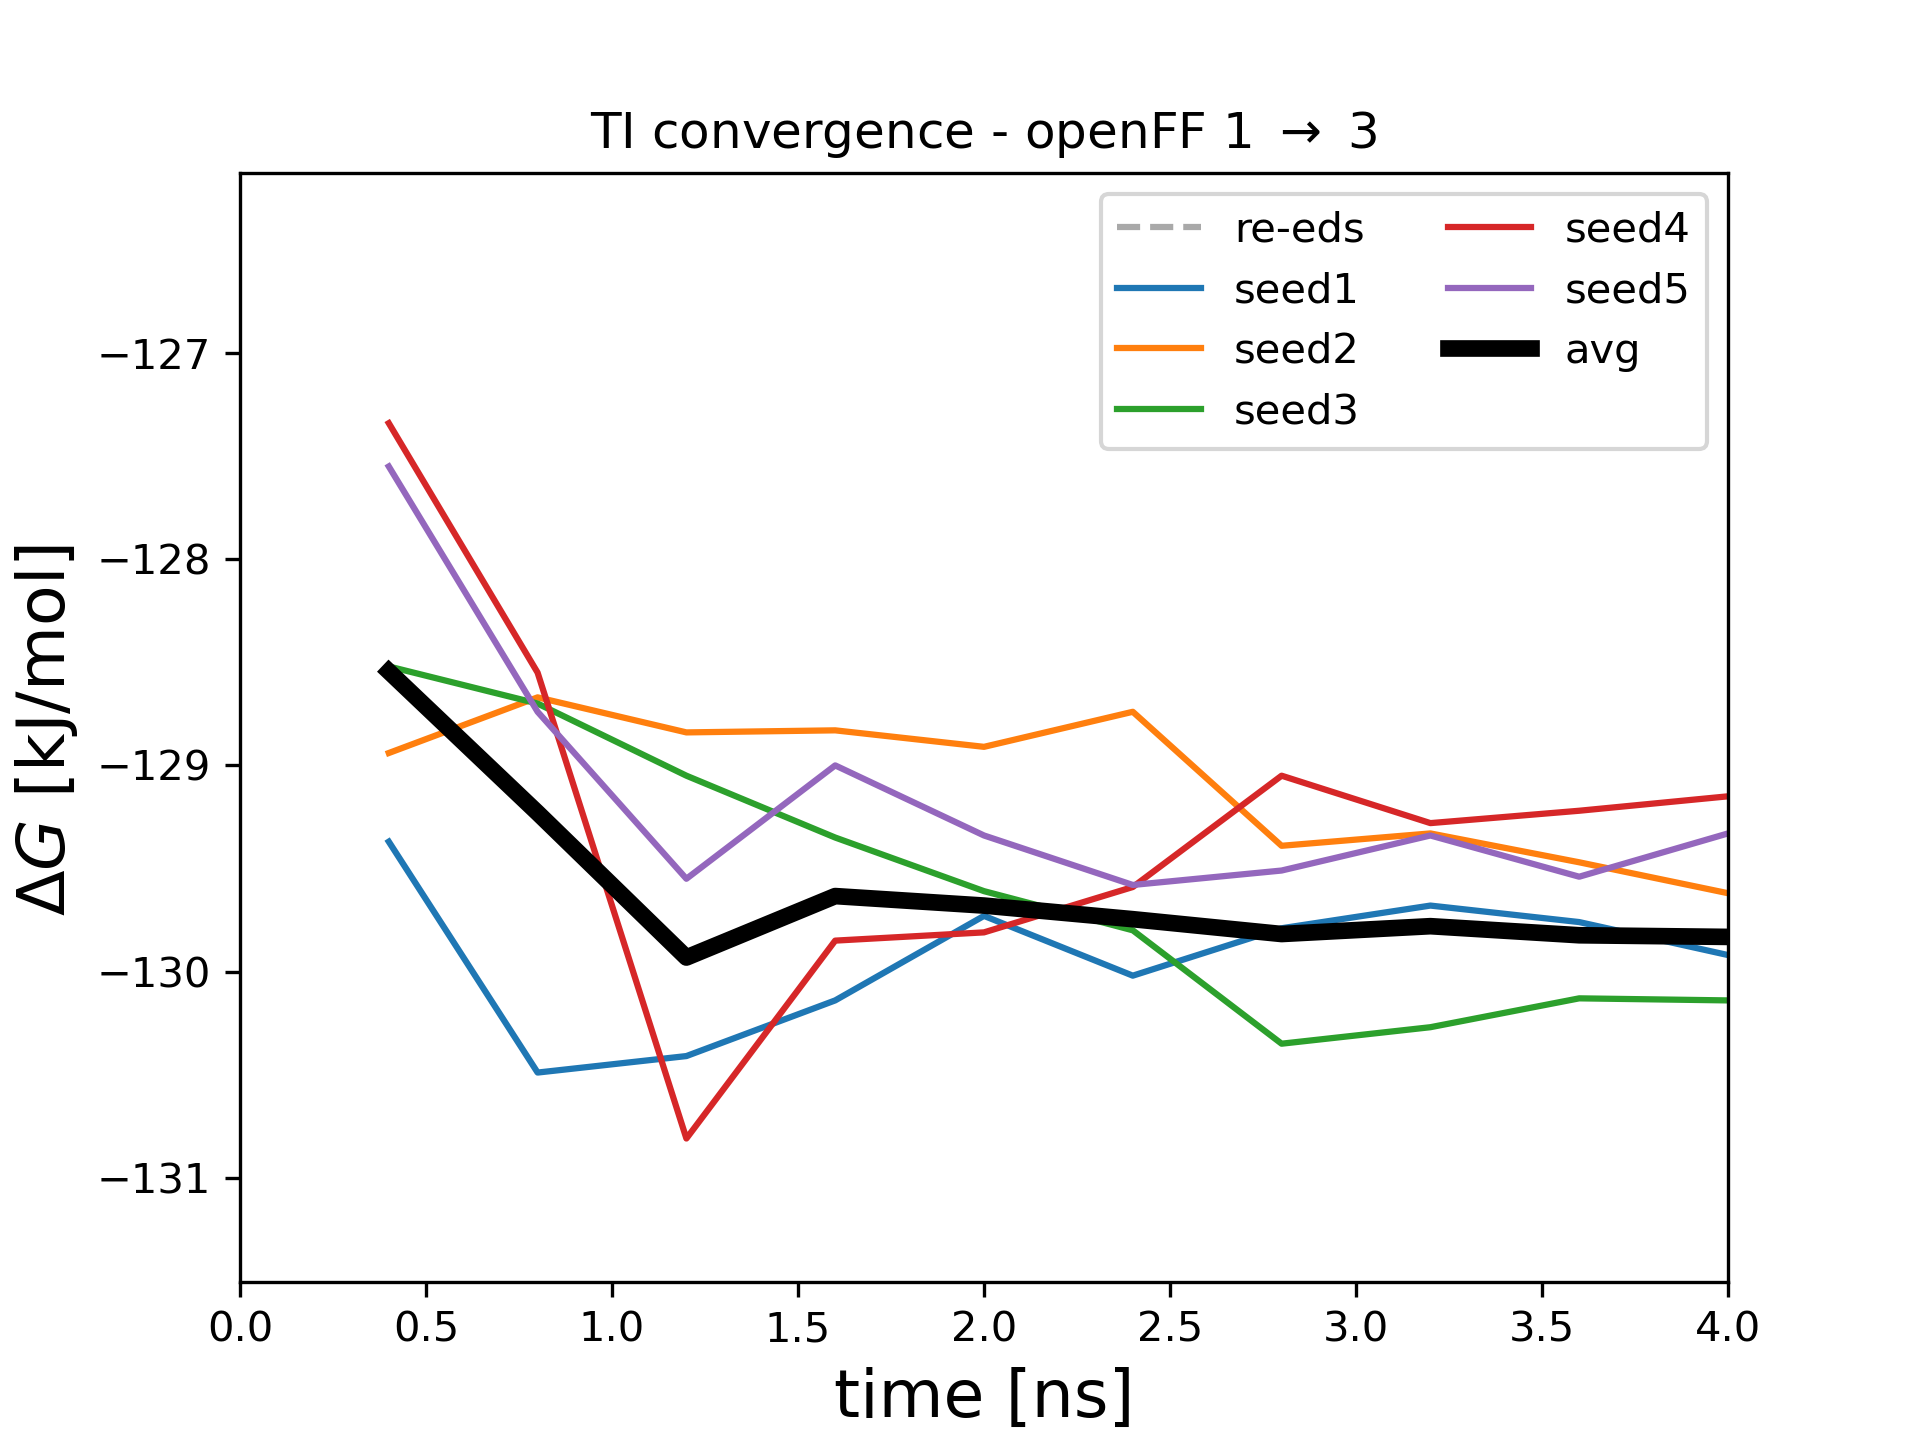 TI convergence - openFF 1 → 3
re-eds
seed1
seed2
seed3
seed4
seed5
avg
ΔG [kJ/mol]
−127
−128
−129
−130
−131
0.0 0.5 1.0 1.5 2.0 2.5 3.0 3.5 4.0
time [ns]